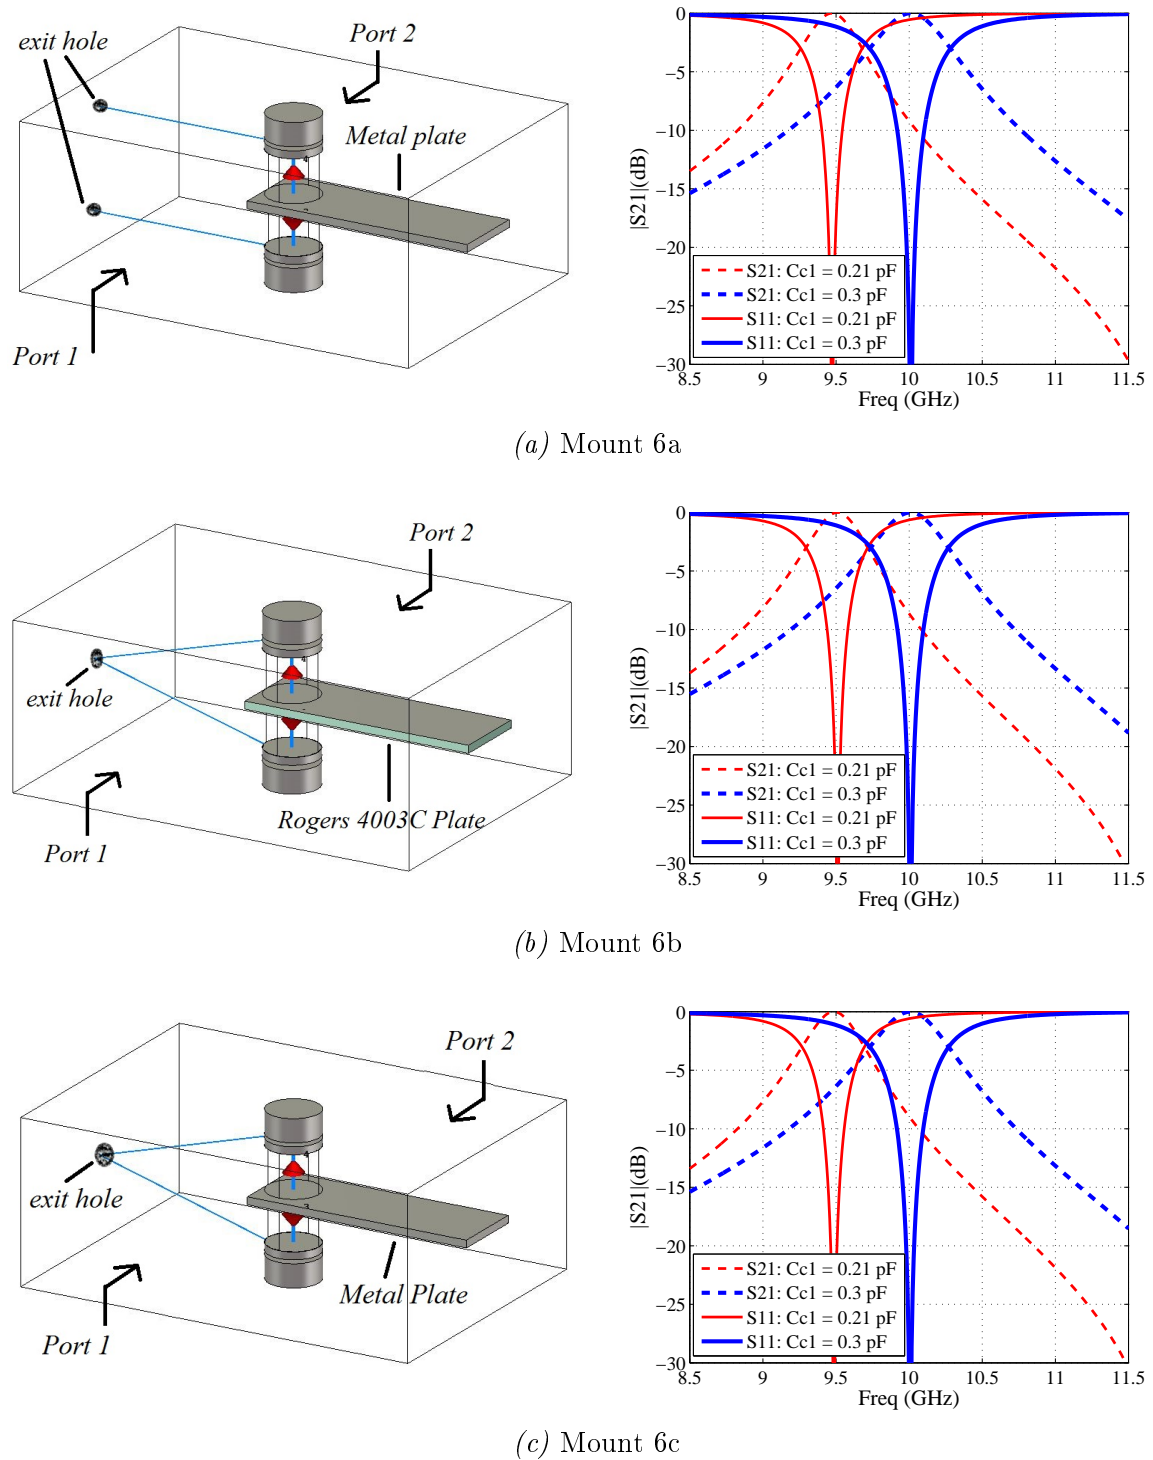 exit hole
Port 2
Metal plate
Port 1
|S21|(dB)
0
−5
−10
−15
−20
−25
−30
S21: Cc1 = 0.21 pF
S21: Cc1 = 0.3 pF
S11: Cc1 = 0.21 pF
S11: Cc1 = 0.3 pF
8.5 9 9.5 10 10.5 11 11.5
Freq (GHz)
(a) Mount 6a
Port 2
exit hole
Rogers 4003C Plate
Port 1
|S21|(dB)
0
−5
−10
−15
−20
−25
−30
S21: Cc1 = 0.21 pF
S21: Cc1 = 0.3 pF
S11: Cc1 = 0.21 pF
S11: Cc1 = 0.3 pF
8.5 9 9.5 10 10.5 11 11.5
Freq (GHz)
(b) Mount 6b
Port 2
exit hole
Metal Plate
Port 1
|S21|(dB)
0
−5
−10
−15
−20
−25
−30
S21: Cc1 = 0.21 pF
S21: Cc1 = 0.3 pF
S11: Cc1 = 0.21 pF
S11: Cc1 = 0.3 pF
8.5 9 9.5 10 10.5 11 11.5
Freq (GHz)
(c) Mount 6c